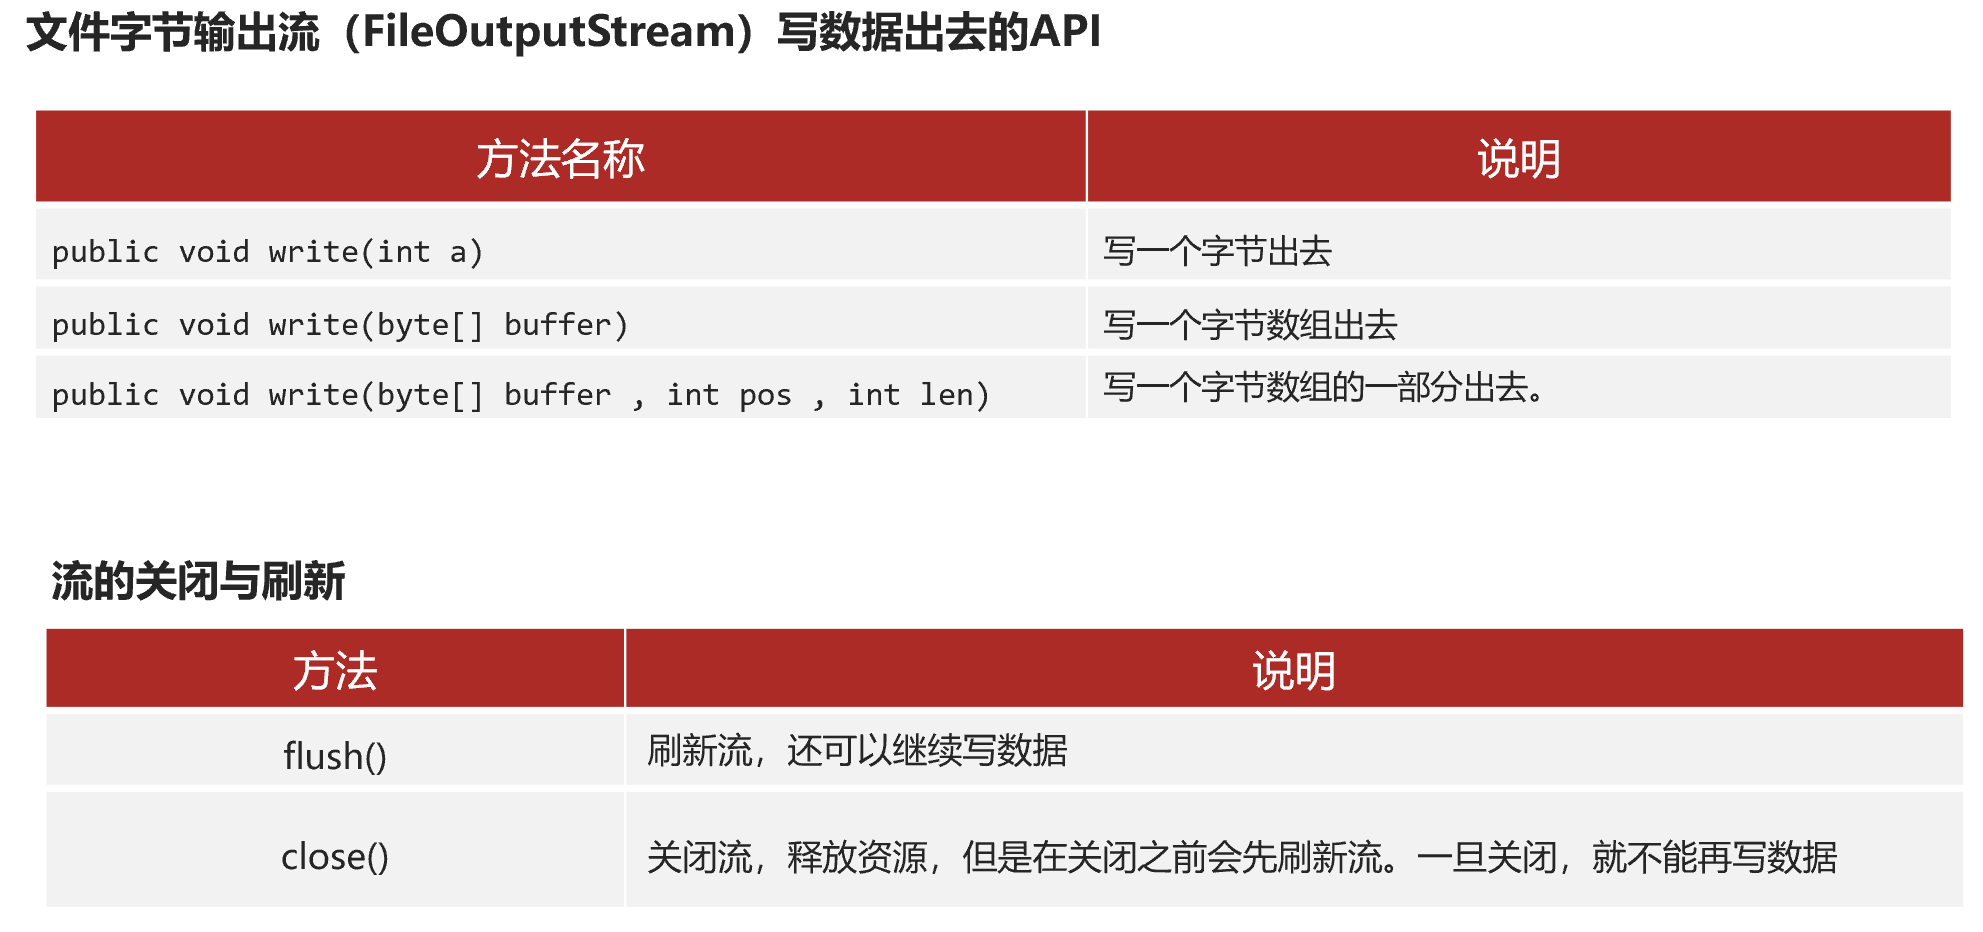 文件字节输出流（FileOutputStream）写数据出去的API
方法名称 说明
public void write(int a) 写一个字节出去
public void write(byte[] buffer) 写一个字节数组出去
public void write(byte[] buffer , int pos , int len) 写一个字节数组的一部分出去。
流的关闭与刷新
方法 说明
flush() 刷新流，还可以继续写数据
close() 关闭流，释放资源，但是在关闭之前会先刷新流。一旦关闭，就不能再写数据